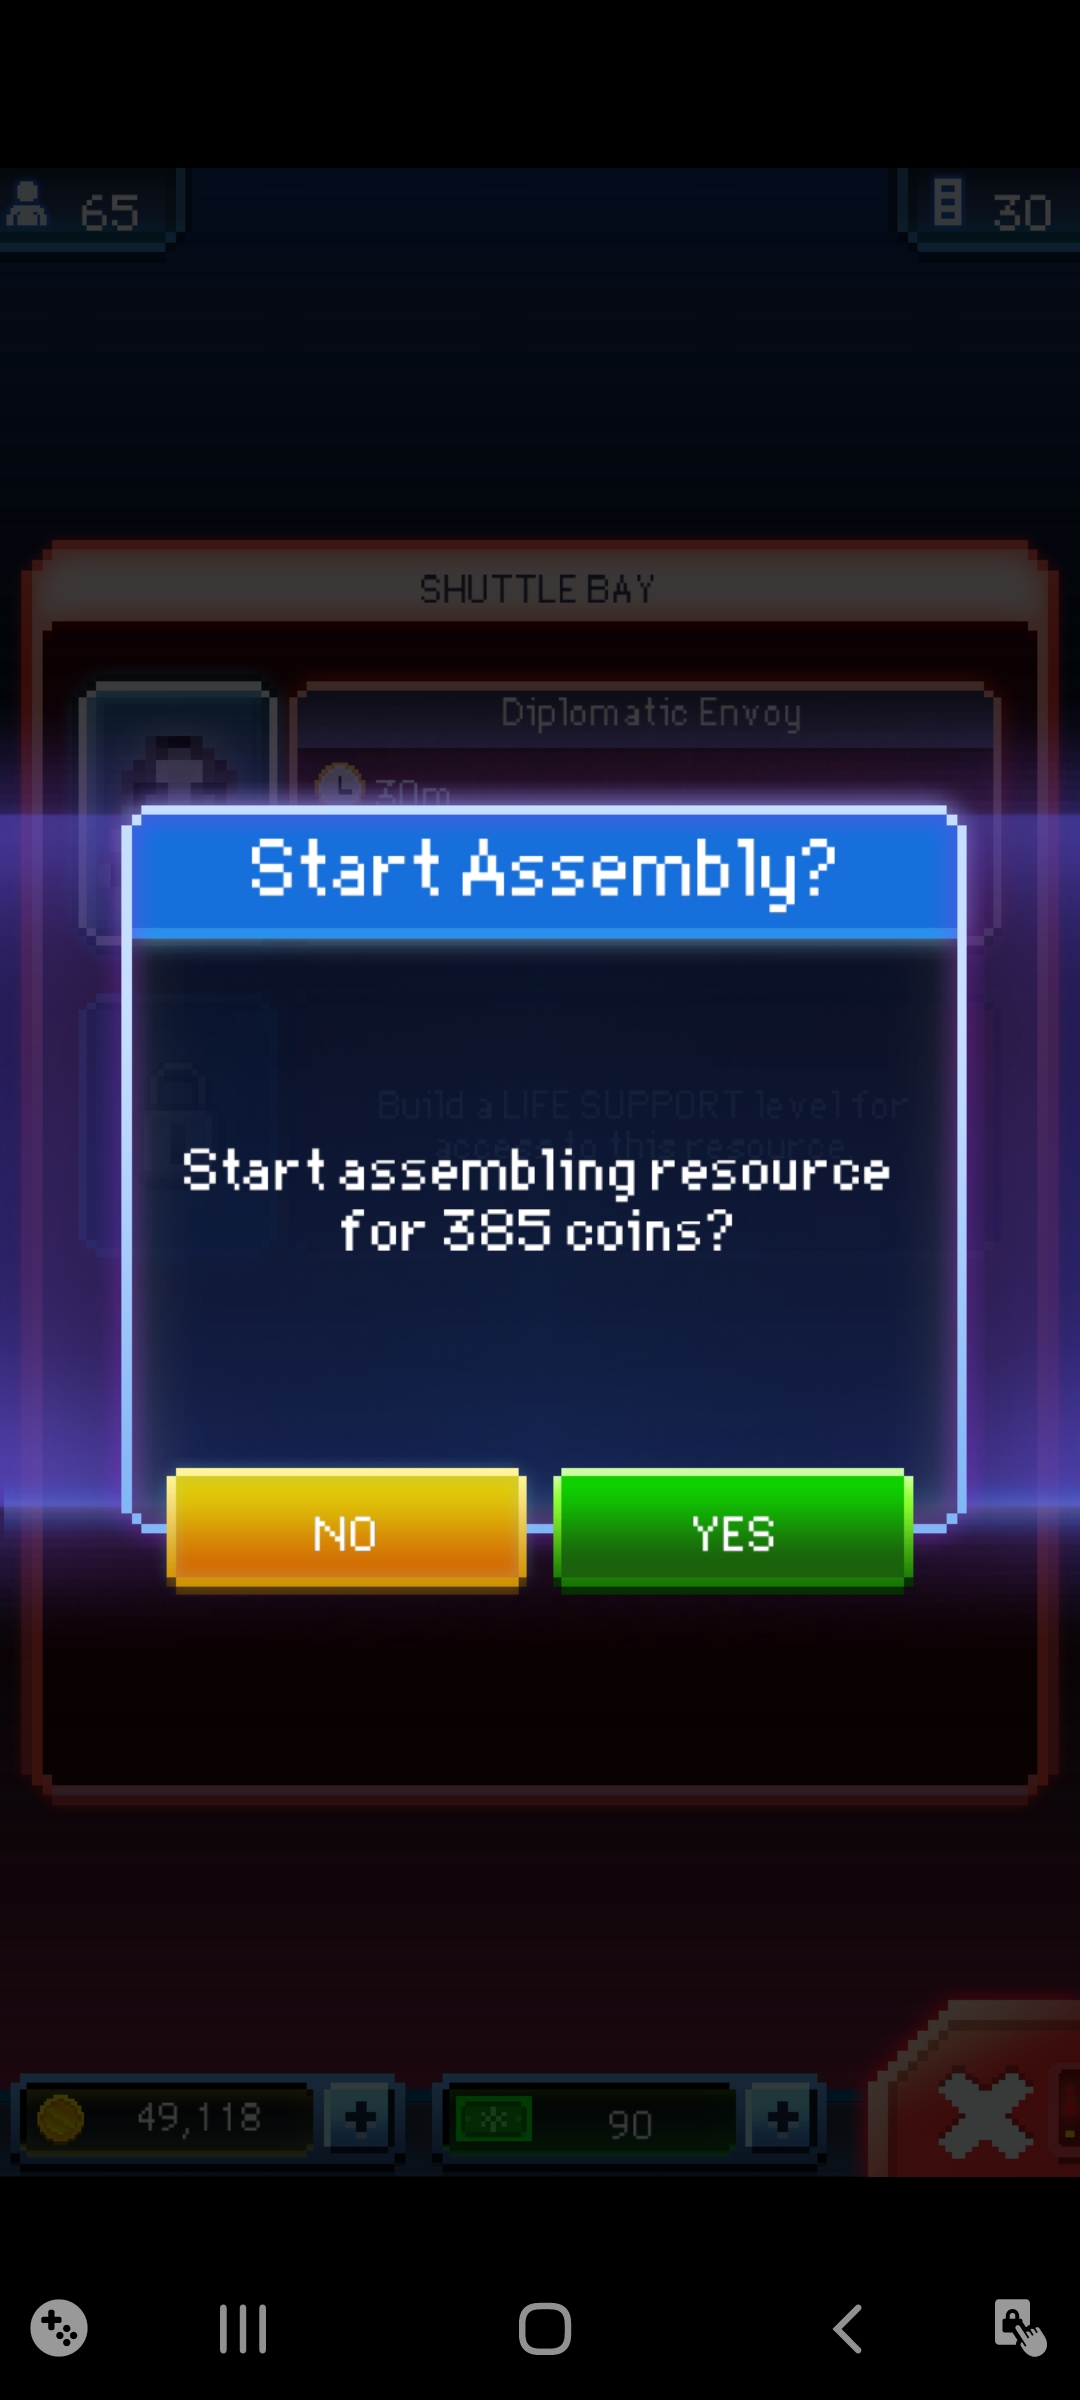 65
30
SHUTTLE BAY
Diplomatic Envoy
30m
Start Assembly?
Build a LIFE SUPPORT level for
access to this resource
Start assembling resource
for 385 coins?
NO
YES
49,118
90